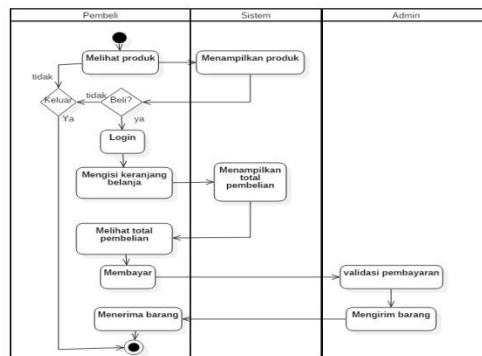 Pembeli
Sistem
Admin
Melihat produk
Menampilkan produk
tidak
Keluar
tidak
Beli?
Ya
ya
Login
Mengisi keranjang
belanja
Menampilkan
total
pembelian
Melihat total
pembelian
Membayar
validasi pembayaran
Menerima barang
Mengirim barang